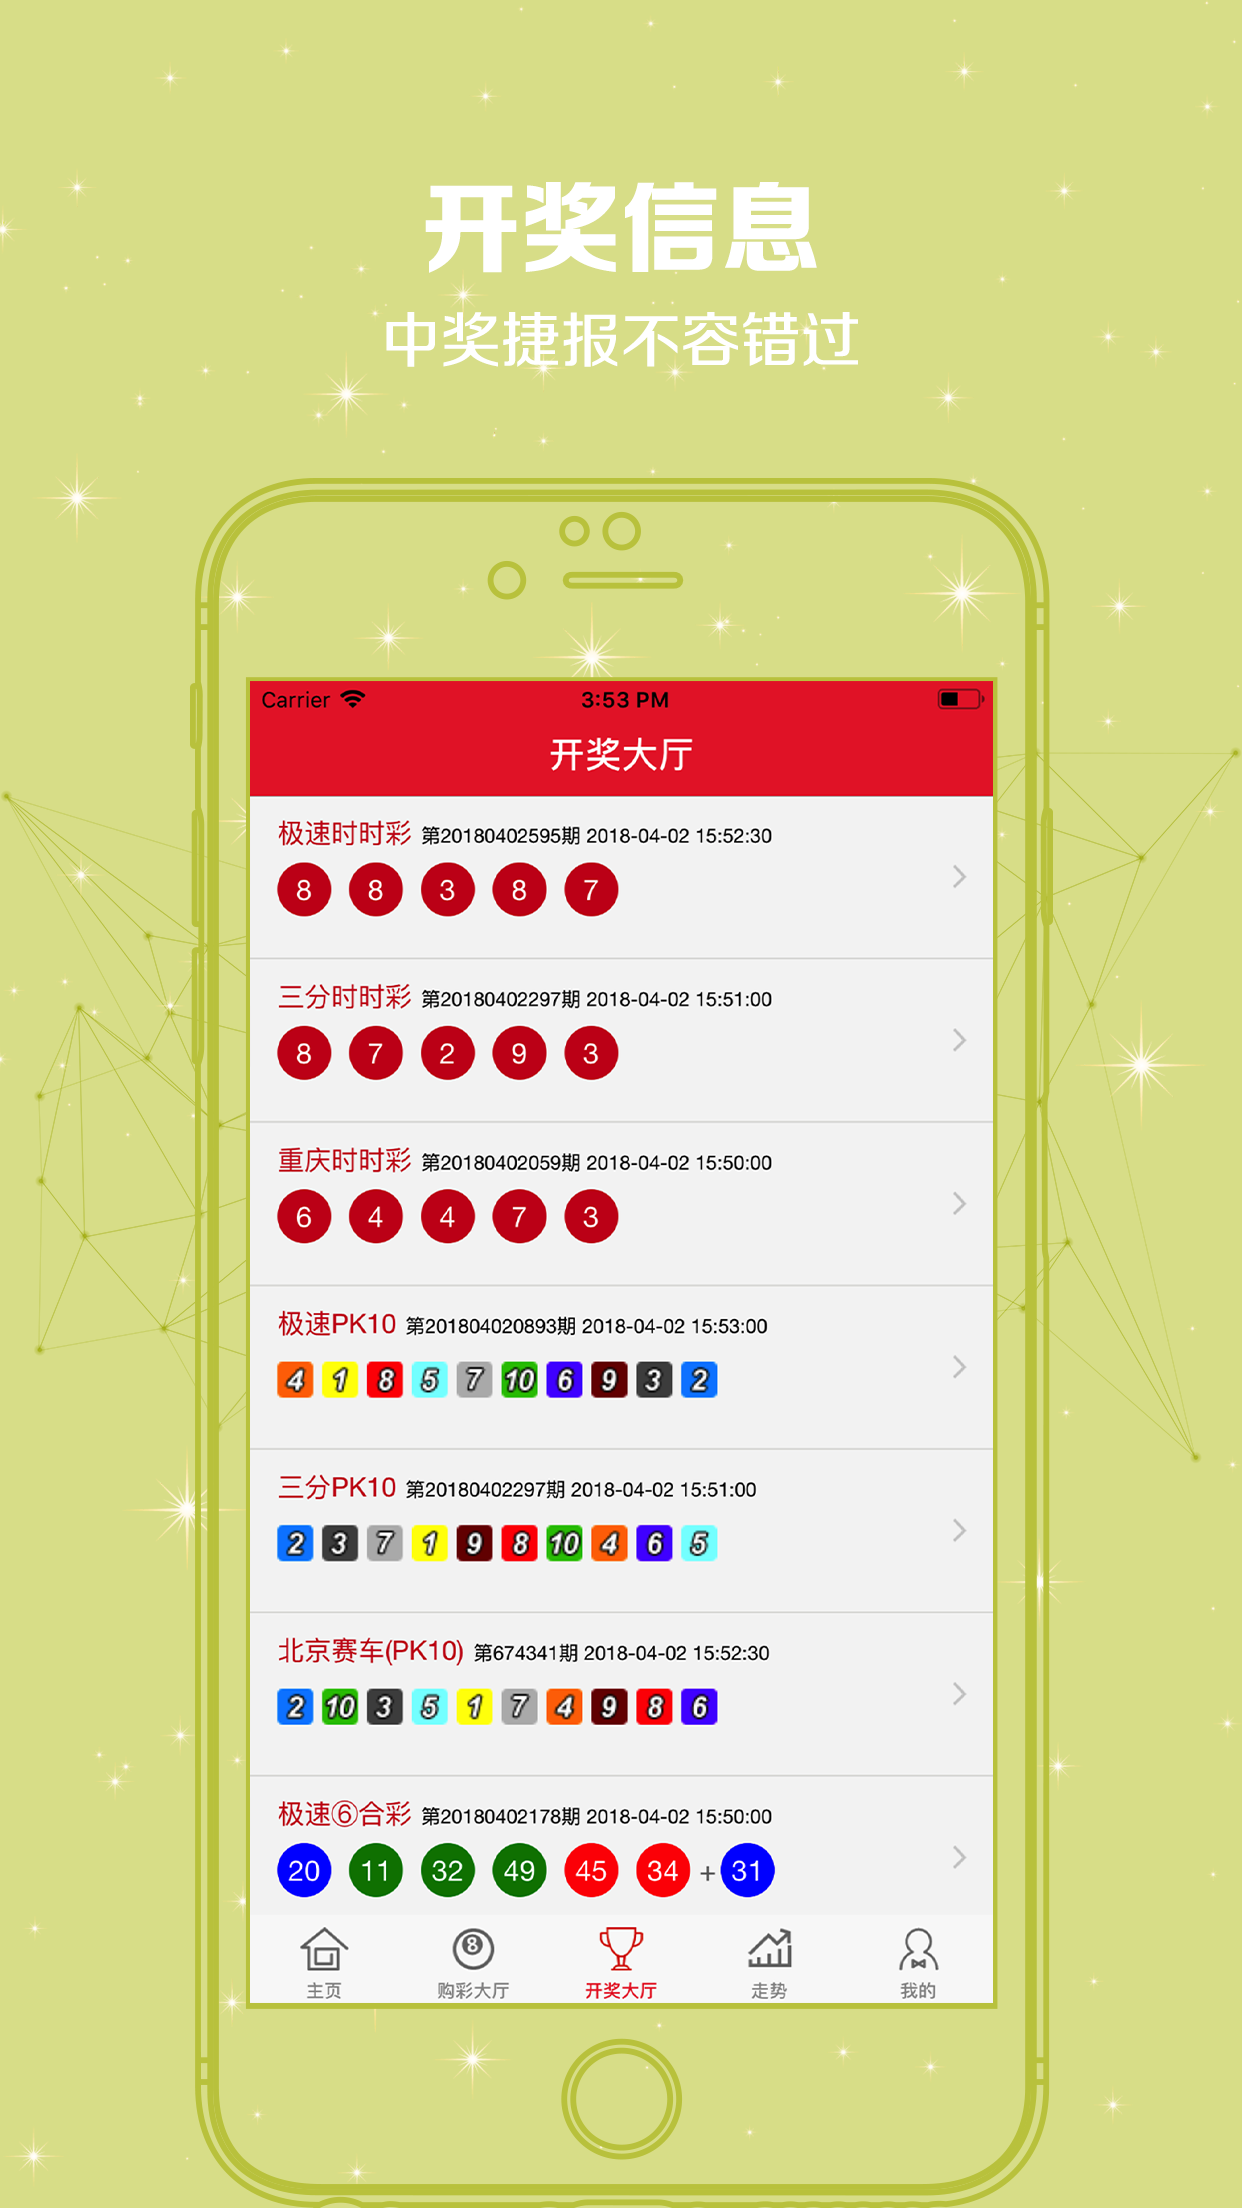 开奖信息
中奖捷报不容错过
Carrier 3:53 PM
开奖大厅
极速时时彩 第20180402595期 2018-04-02 15:52:30
8 8 3 8 7
三分时时彩 第20180402297期 2018-04-02 15:51:00
8 7 2 9 3
重庆时时彩 第20180402059期 2018-04-02 15:50:00
6 4 4 7 3
极速PK10 第201804020893期 2018-04-02 15:53:00
4 1 8 5 7 10 6 9 3 2
三分PK10 第20180402297期 2018-04-02 15:51:00
2 3 7 1 9 8 10 4 6 5
北京赛车(PK10) 第674341期 2018-04-02 15:52:30
2 10 3 5 1 7 4 9 8 6
极速⑥合彩 第20180402178期 2018-04-02 15:50:00
20 11 32 49 45 34 + 31
8
主页 购彩大厅 开奖大厅 走势 我的